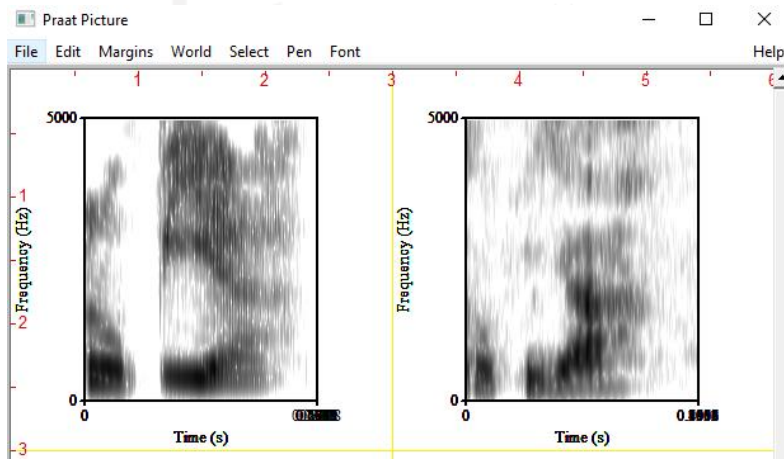 Praat Picture
File Edit Margins World Select Pen Font Help
1 2 3 4 5 6
1
2
3
5000
Frequency (Hz)
0
0
Time (s)
5000
Frequency (Hz)
0
0
Time (s)